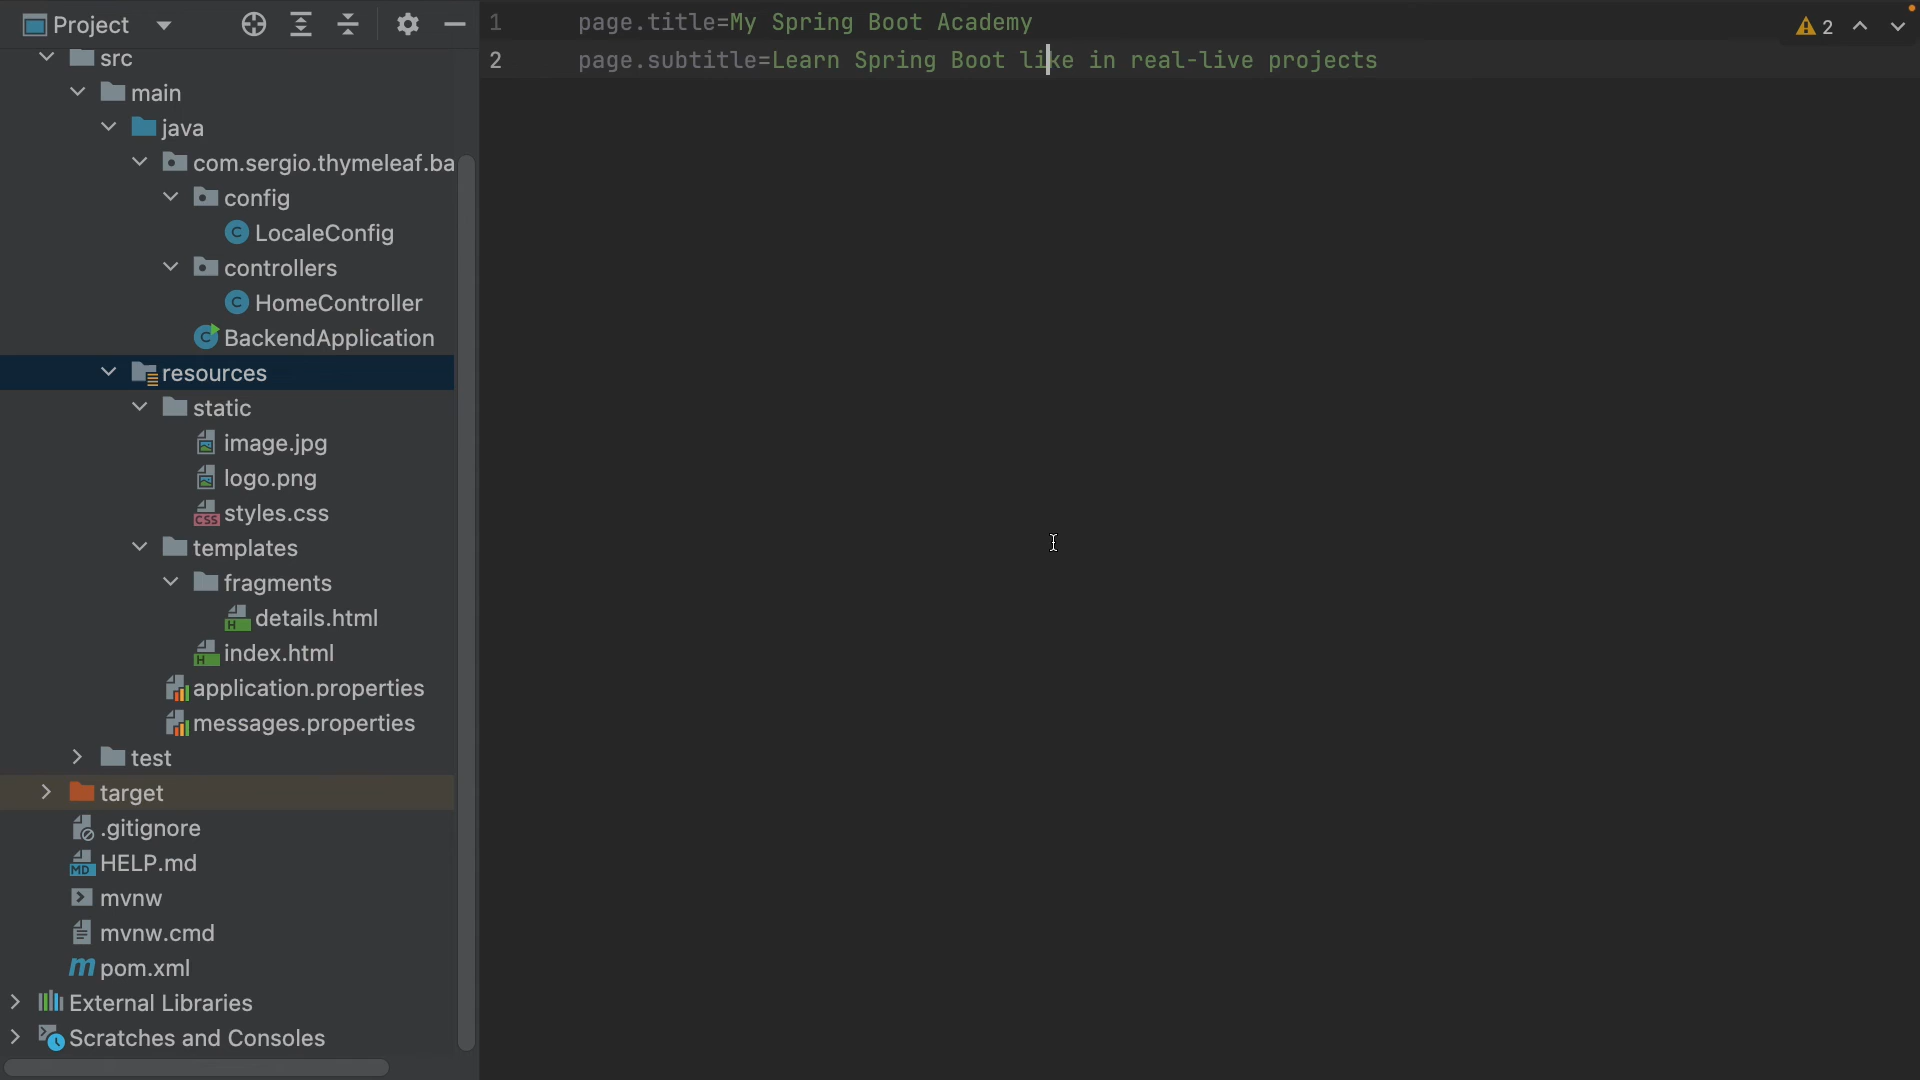 Project
src
main
java
com.sergio.thymeleaf.ba
config
LocaleConfig
controllers
HomeController
BackendApplication
resources
static
image.jpg
logo.png
styles.css
templates
fragments
details.html
index.html
application.properties
messages.properties
test
target
.gitignore
HELP.md
mvnw
mvnw.cmd
pom.xml
External Libraries
Scratches and Consoles
1 page.title=My Spring Boot Academy
2 page.subtitle=Learn Spring Boot like in real-live projects
2